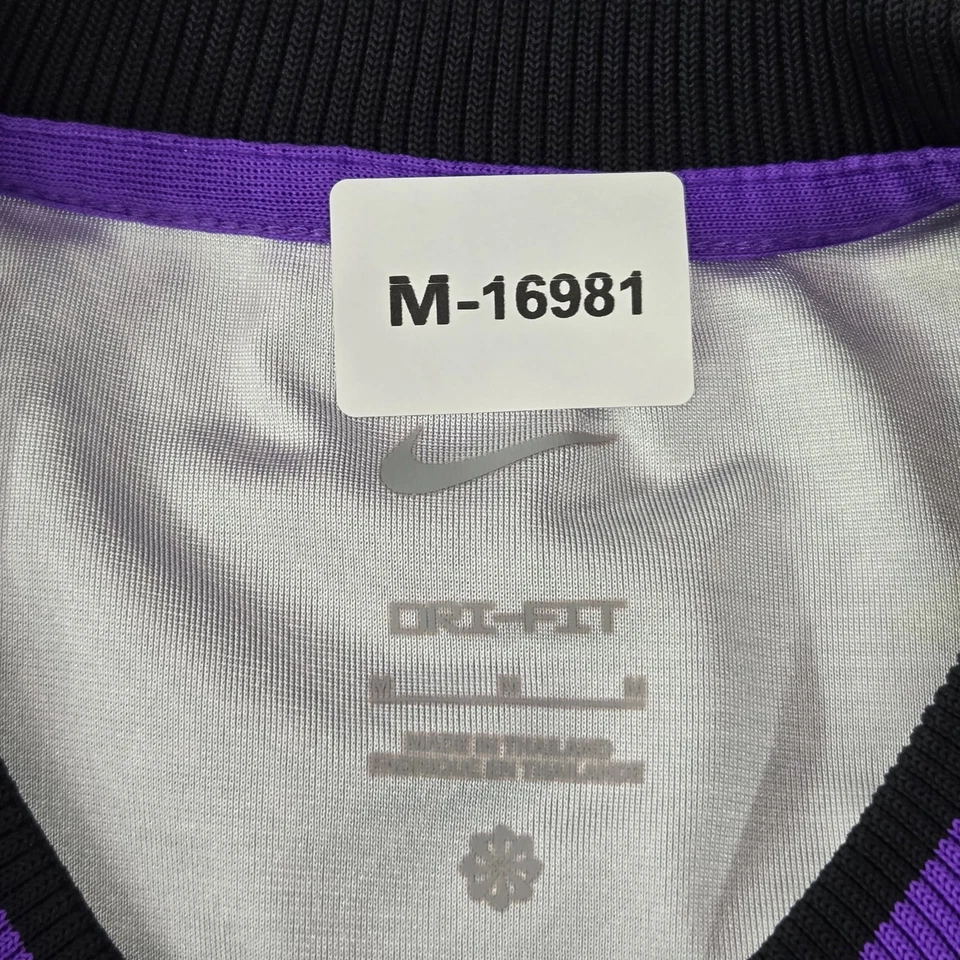 M-16981
DRI-FIT
M M M
MADE IN THAILAND
FABRIQUÉ EN THAÏLANDE